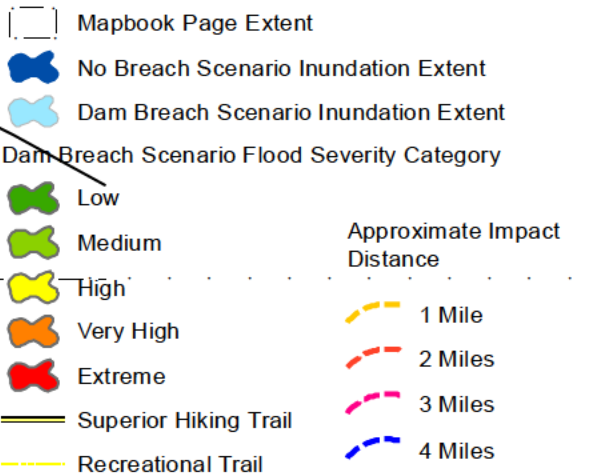 Mapbook Page Extent
No Breach Scenario Inundation Extent
Dam Breach Scenario Inundation Extent
Dam Breach Scenario Flood Severity Category
Low
Medium
High
Very High
Extreme
Superior Hiking Trail
Recreational Trail
Approximate Impact
Distance
1 Mile
2 Miles
3 Miles
4 Miles